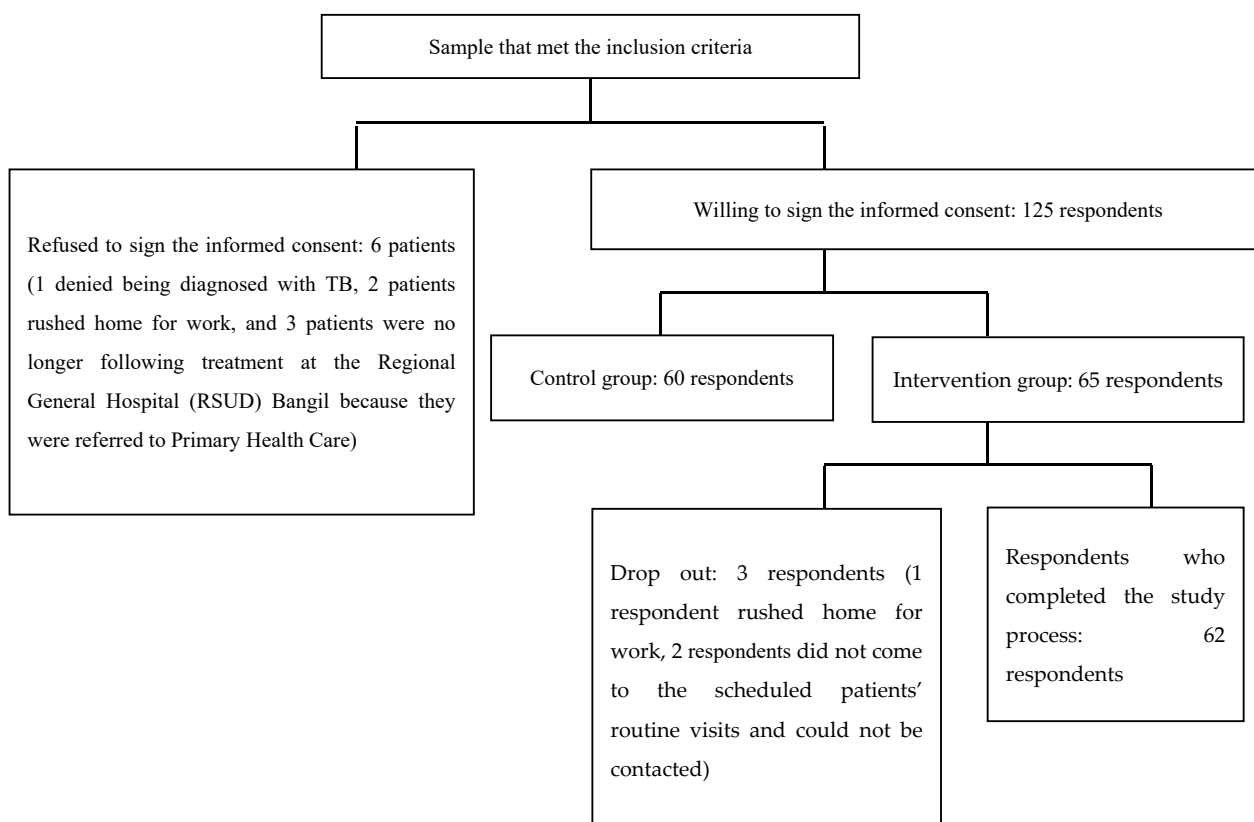 Sample that met the inclusion criteria
Refused to sign the informed consent: 6 patients
(1 denied being diagnosed with TB, 2 patients
rushed home for work, and 3 patients were no
longer following treatment at the Regional
General Hospital (RSUD) Bangil because they
were referred to Primary Health Care)
Willing to sign the informed consent: 125 respondents
Control group: 60 respondents
Intervention group: 65 respondents
Drop out: 3 respondents (1
respondent rushed home for
work, 2 respondents did not come
to the scheduled patients’
routine visits and could not be
contacted)
Respondents who
completed the study
process: 62
respondents